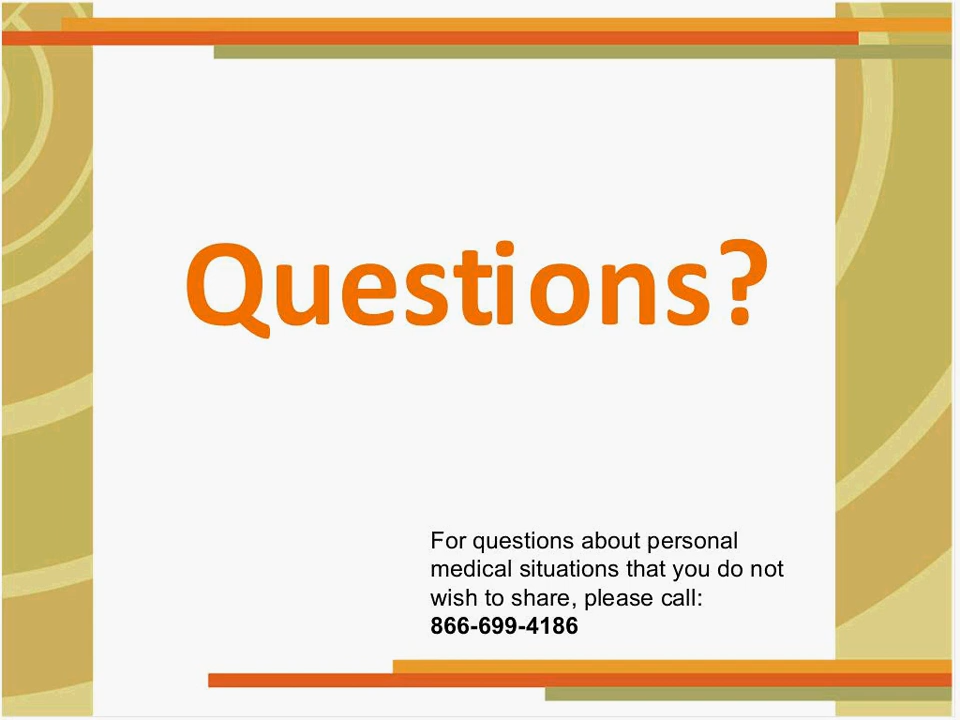 Questions?
For questions about personal
medical situations that you do not
wish to share, please call:
866-699-4186